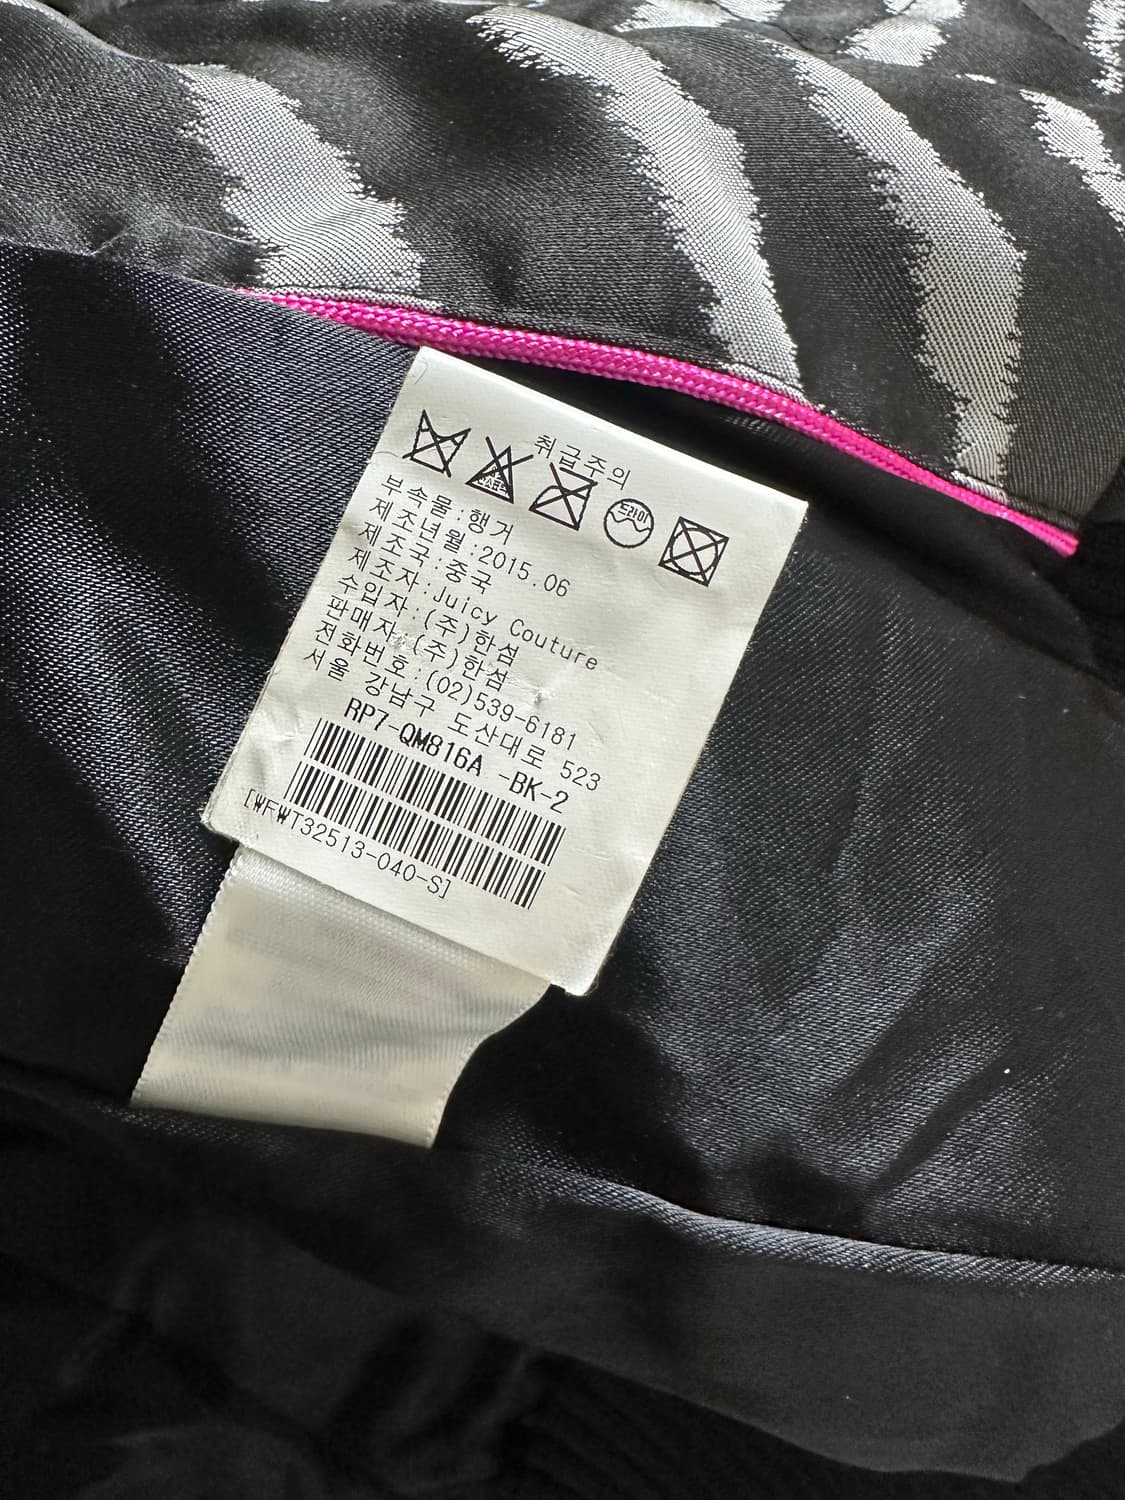 취급주의
드라이
부속물:행거
제조년월:2015.06
제조국:중국
제조자:Juicy Couture
수입자:(주)한섬
판매자:(주)한섬
전화번호:(02)539-6181
서울 강남구 도산대로 523
RP7-QM816A -BK-2
[WFWT32513-040-S]